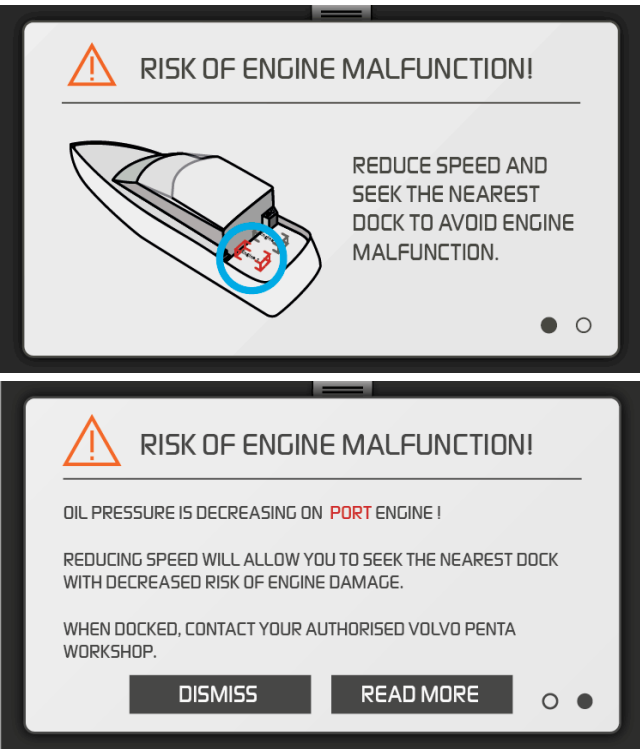 RISK OF ENGINE MALFUNCTION!
REDUCE SPEED AND
SEEK THE NEAREST
DOCK TO AVOID ENGINE
MALFUNCTION.
RISK OF ENGINE MALFUNCTION!
OIL PRESSURE IS DECREASING ON PORT ENGINE !
REDUCING SPEED WILL ALLOW YOU TO SEEK THE NEAREST DOCK
WITH DECREASED RISK OF ENGINE DAMAGE.
WHEN DOCKED, CONTACT YOUR AUTHORISED VOLVO PENTA
WORKSHOP.
DISMISS READ MORE